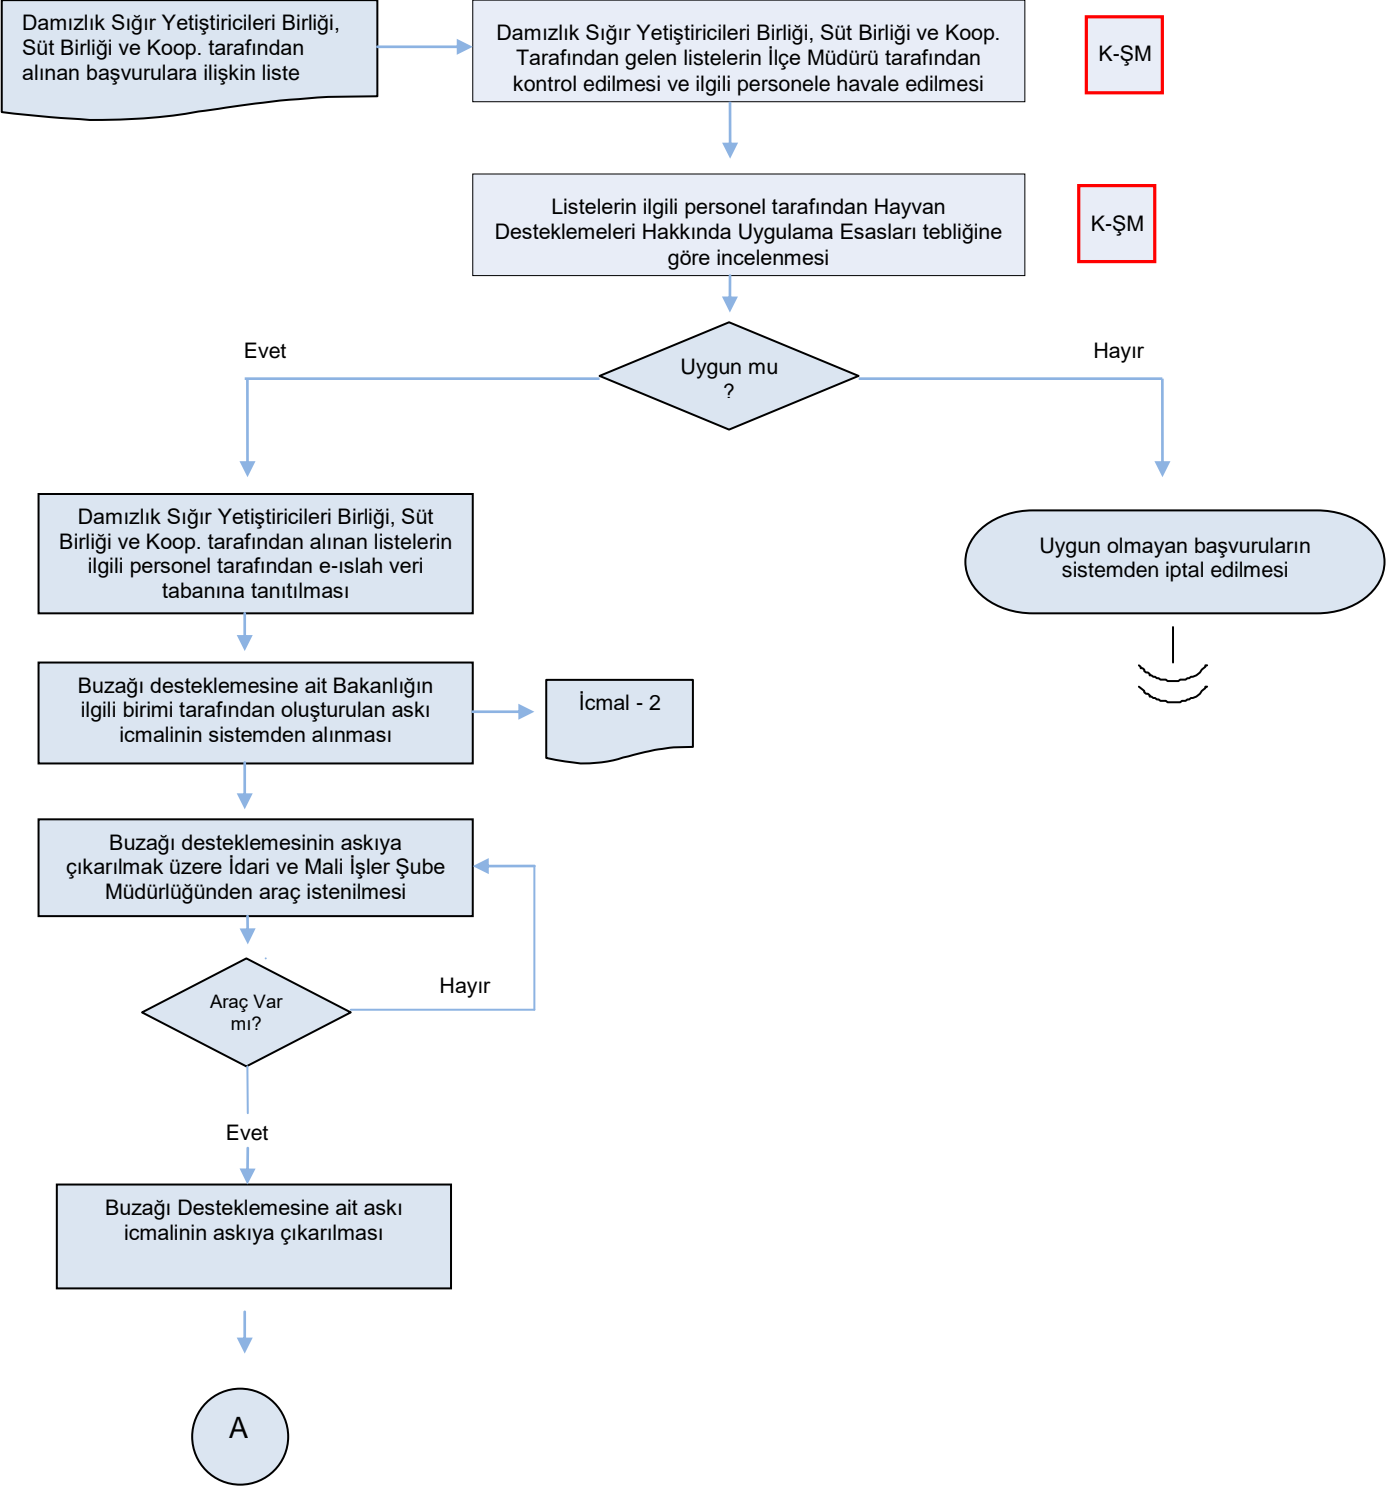 Damızlık Sığır Yetiştiricileri Birliği,
Süt Birliği ve Koop. tarafından
alınan başvurulara ilişkin liste
Damızlık Sığır Yetiştiricileri Birliği, Süt Birliği ve Koop.
Tarafından gelen listelerin İlçe Müdürü tarafından
kontrol edilmesi ve ilgili personele havale edilmesi
K-ŞM
Listelerin ilgili personel tarafından Hayvan
Desteklemeleri Hakkında Uygulama Esasları tebliğine
göre incelenmesi
K-ŞM
Evet
Uygun mu
?
Hayır
Damızlık Sığır Yetiştiricileri Birliği, Süt
Birliği ve Koop. tarafından alınan listelerin
ilgili personel tarafından e-ıslah veri
tabanına tanıtılması
Uygun olmayan başvuruların
sistemden iptal edilmesi
Buzağı desteklemesine ait Bakanlığın
ilgili birimi tarafından oluşturulan askı
icmalinin sistemden alınması
İcmal - 2
Buzağı desteklemesinin askıya
çıkarılmak üzere İdari ve Mali İşler Şube
Müdürlüğünden araç istenilmesi
Araç Var
mı?
Hayır
Evet
Buzağı Desteklemesine ait askı
icmalinin askıya çıkarılması
A